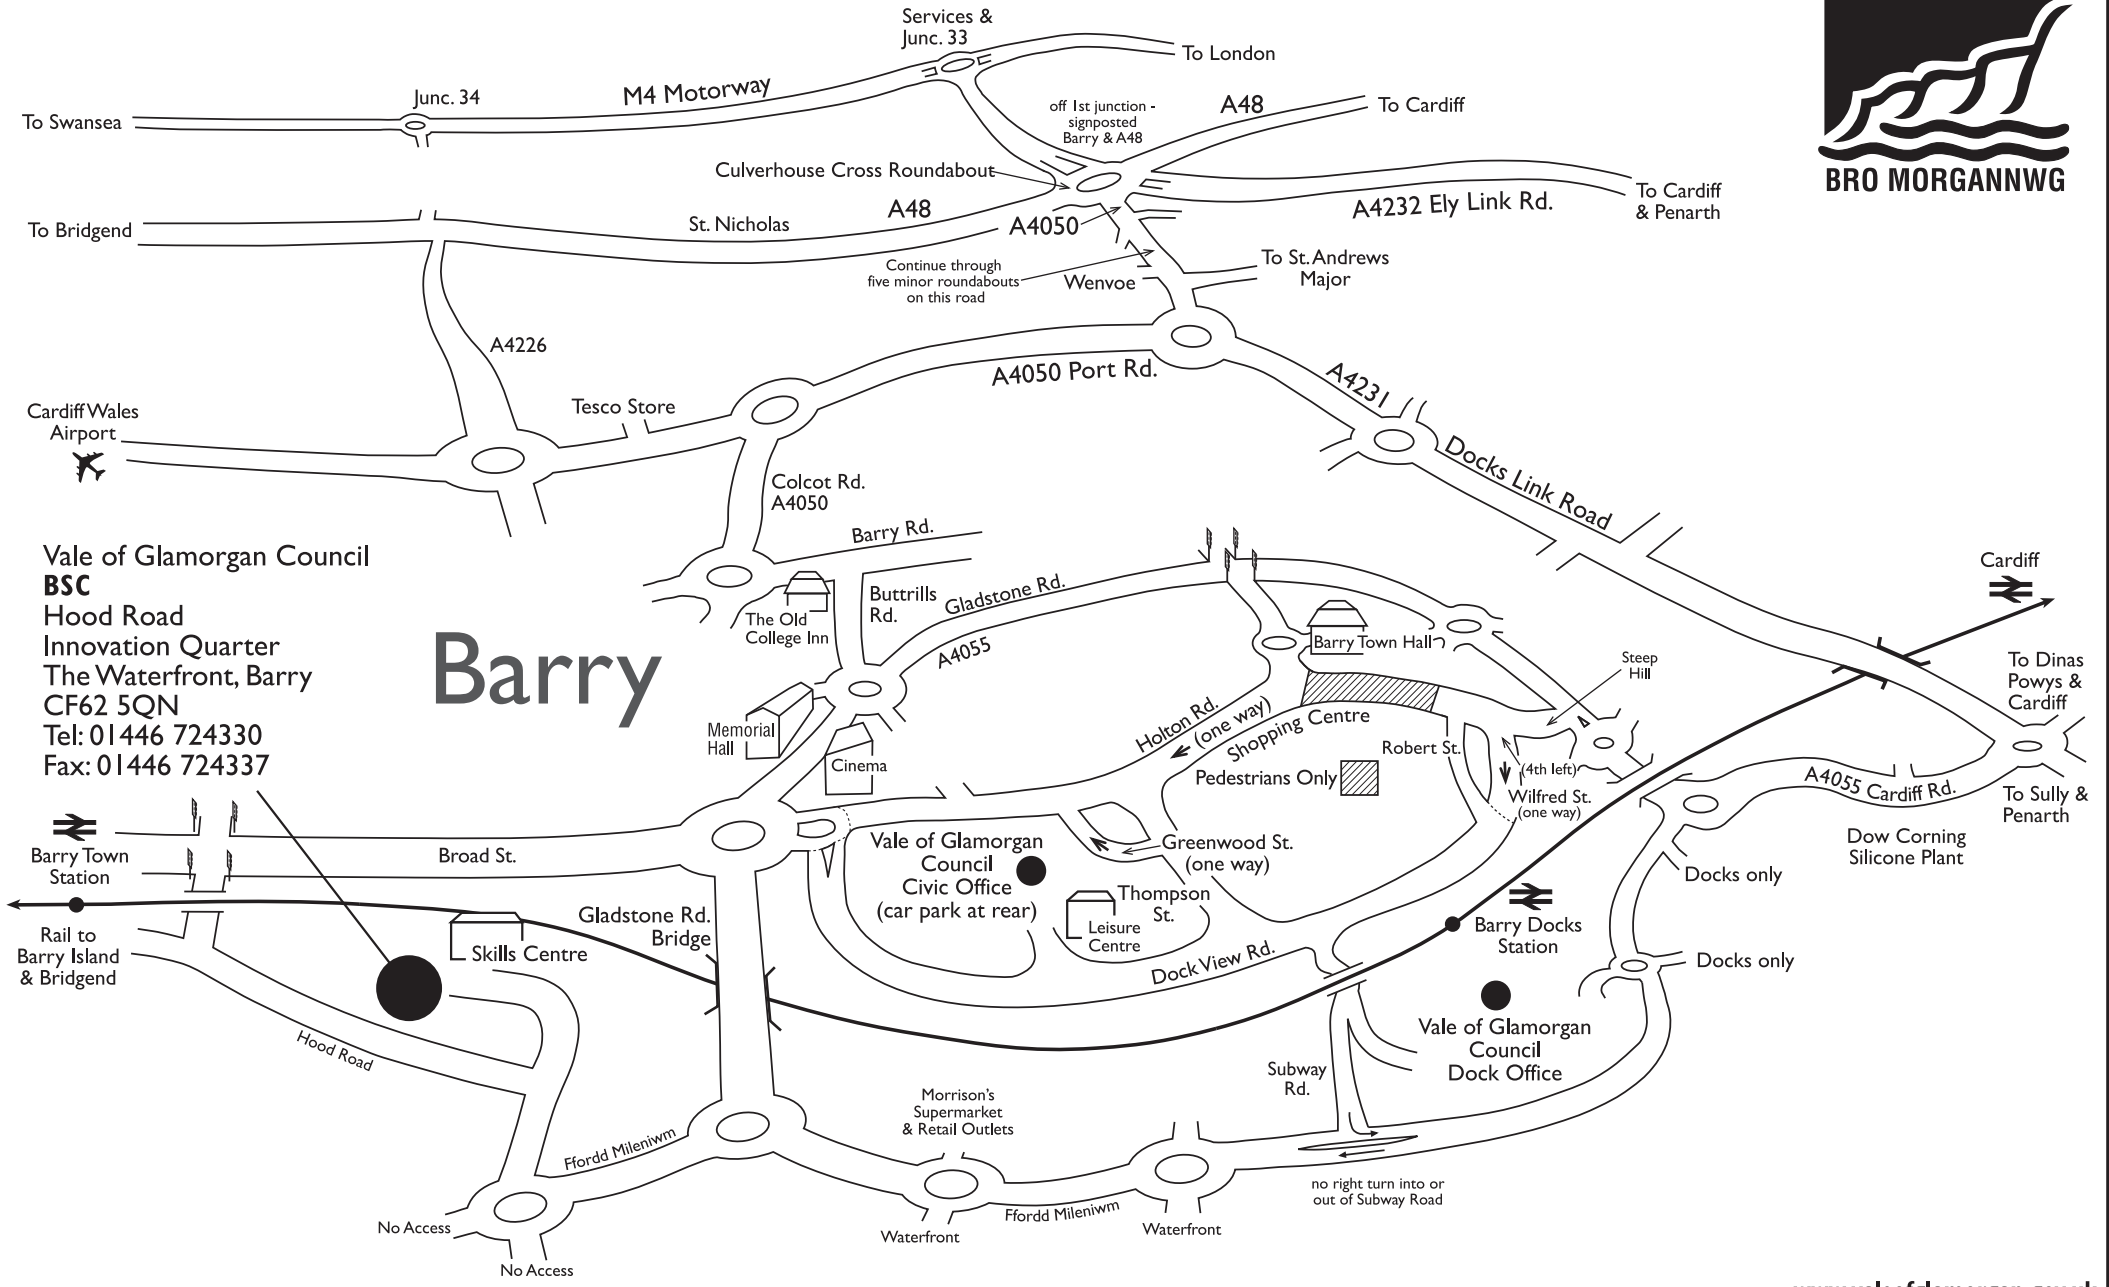 Services &
Junc. 33
To London
Junc. 34
M4 Motorway
To Swansea
off 1st junction -
signposted
Barry & A48
A48
To Cardiff
BRO MORGANNWG
Culverhouse Cross Roundabout
To Cardiff
& Penarth
A4232 Ely Link Rd.
A48
St. Nicholas
To Bridgend
A4050
Continue through
five minor roundabouts
on this road
Wenvoe
To St. Andrews
Major
A4226
A4050 Port Rd.
A4231
Cardiff Wales
Airport
Tesco Store
Docks Link Road
Colcot Rd.
A4050
Barry Rd.
Vale of Glamorgan Council
BSC
Hood Road
Innovation Quarter
The Waterfront, Barry
CF62 5QN
Tel: 01446 724330
Fax: 01446 724337
Barry
The Old
College Inn
Buttrills
Rd.
Gladstone Rd.
A4055
Barry Town Hall
Cardiff
Steep
Hill
To Dinas
Powys &
Cardiff
Memorial
Hall
Cinema
Holton Rd.
(one way)
Shopping Centre
Pedestrians Only
Robert St.
(4th left)
Wilfred St.
(one way)
A4055 Cardiff Rd.
To Sully &
Penarth
Dow Corning
Silicone Plant
Barry Town
Station
Broad St.
Vale of Glamorgan
Council
Civic Office
(car park at rear)
Greenwood St.
(one way)
Thompson
St.
Leisure
Centre
Docks only
Gladstone Rd.
Bridge
Skills Centre
Rail to
Barry Island
& Bridgend
Dock View Rd.
Barry Docks
Station
Docks only
Vale of Glamorgan
Council
Dock Office
Hood Road
Subway
Rd.
Morrison's
Supermarket
& Retail Outlets
Ffordd Mileniwm
no right turn into or
out of Subway Road
Ffordd Mileniwm
Waterfront
Waterfront
No Access
No Access